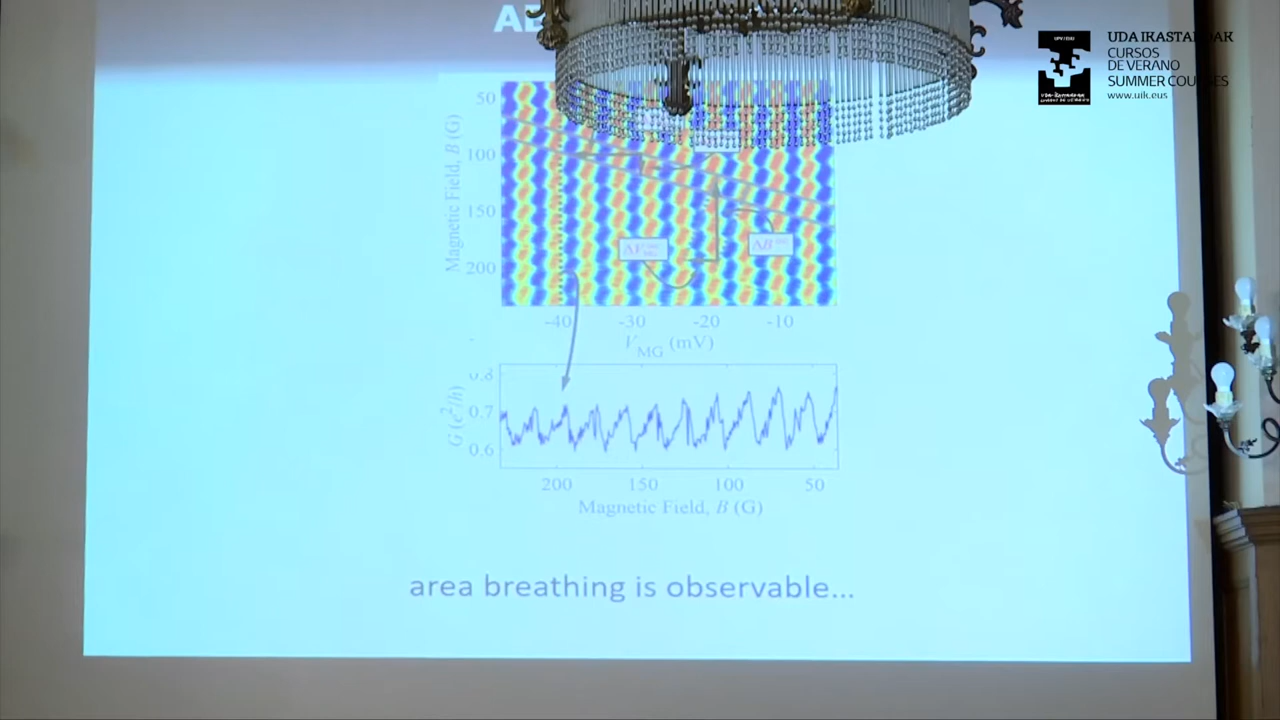 UDA IKASTAROAK
CURSOS
DE VERANO
SUMMER COURSES
www.uik.eus
UPV/EHU
50
100
150
200
Magnetic Field, B (G)
-40
-30
-20
-10
V_MG (mV)
0.8
0.7
0.6
G (e²/h)
200
150
100
50
Magnetic Field, B (G)
area breathing is observable...